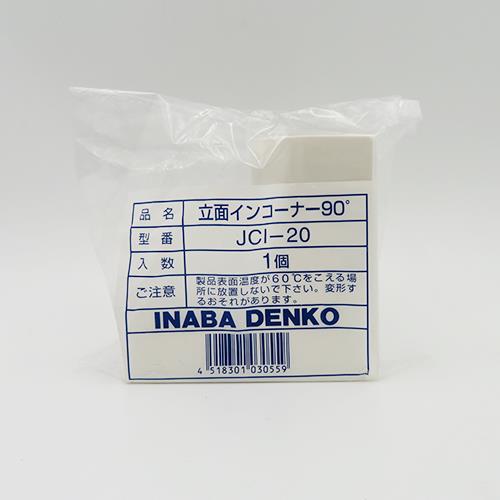 品名 立面インコーナー90°
型番 JCI-20
入数 1個
ご注意 製品表面温度が60℃をこえる場
所に放置しないで下さい。変形す
るおそれがあります。
INABA DENKO
4 518301 030559